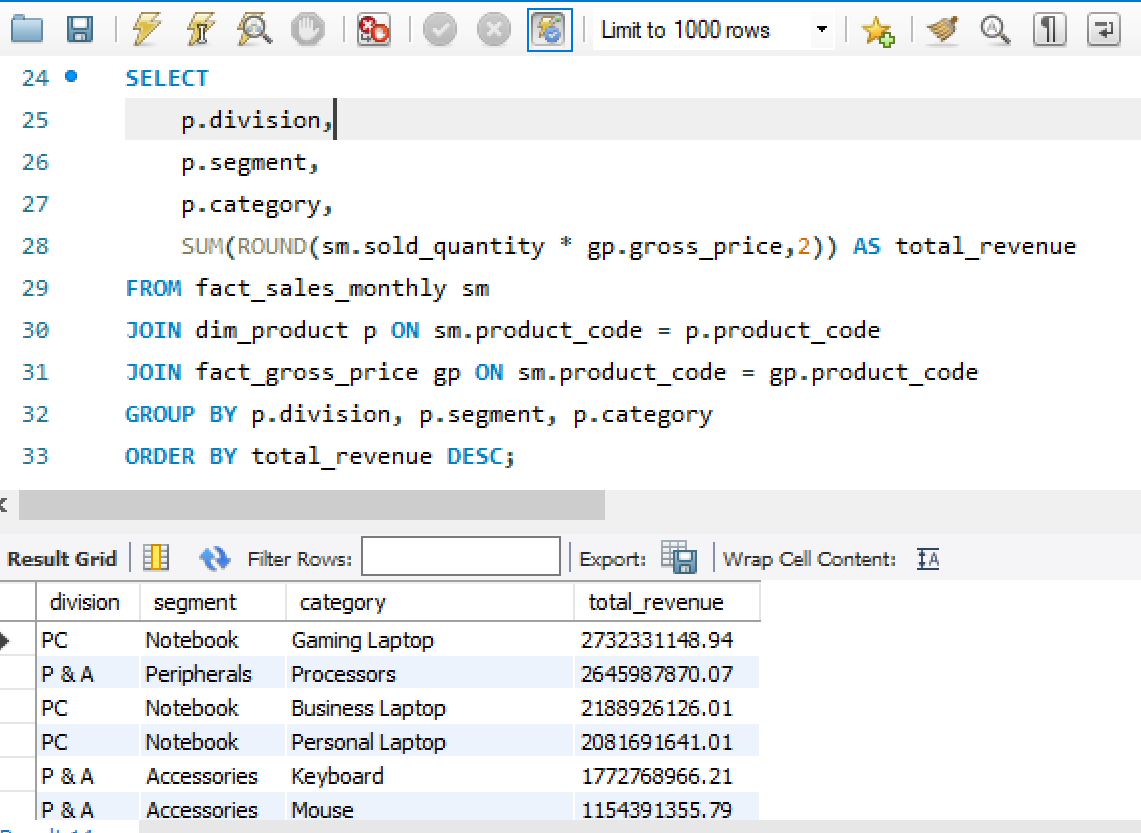 Limit to 1000 rows
24 SELECT
25 p.division,
26 p.segment,
27 p.category,
28 SUM(ROUND(sm.sold_quantity * gp.gross_price,2)) AS total_revenue
29 FROM fact_sales_monthly sm
30 JOIN dim_product p ON sm.product_code = p.product_code
31 JOIN fact_gross_price gp ON sm.product_code = gp.product_code
32 GROUP BY p.division, p.segment, p.category
33 ORDER BY total_revenue DESC;
Result Grid Filter Rows: Export: Wrap Cell Content: IA
division segment category total_revenue
PC Notebook Gaming Laptop 2732331148.94
P & A Peripherals Processors 2645987870.07
PC Notebook Business Laptop 2188926126.01
PC Notebook Personal Laptop 2081691641.01
P & A Accessories Keyboard 1772768966.21
P & A Accessories Mouse 1154391355.79